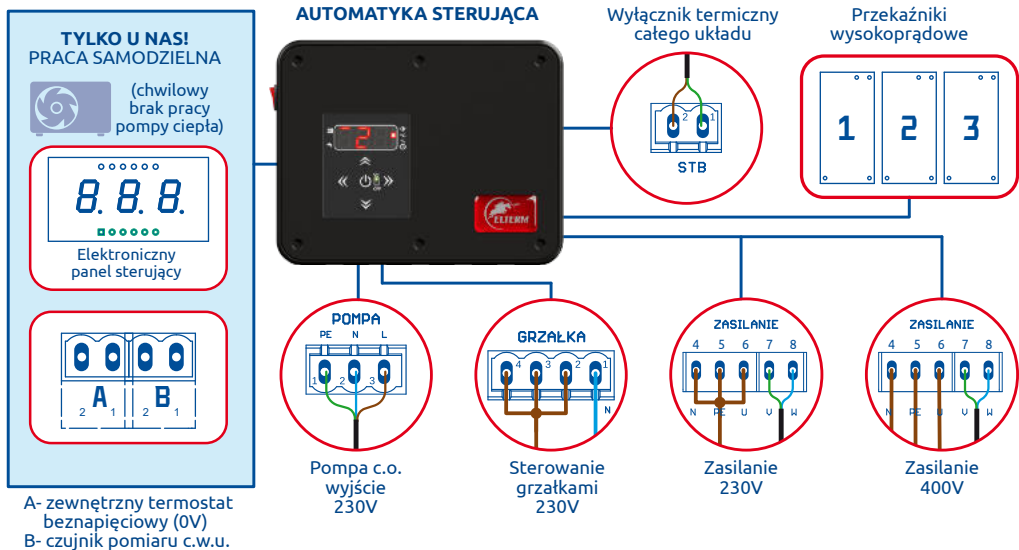 TYLKO U NAS!
PRACA SAMODZIELNA
(chwilowy
brak pracy
pompy ciepła)
8. 8. 8.
Elektroniczny
panel sterujący
A B
2 1 2 1
A- zewnętrzny termostat
beznapięciowy (0V)
B- czujnik pomiaru c.w.u.
AUTOMATYKA STERUJĄCA
-2
ELTERM
Wyłącznik termiczny
całego układu
2 1
STB
Przekaźniki
wysokoprądowe
1 2 3
POMPA
PE N L
1 2 3
Pompa c.o.
wyjście
230V
GRZAŁKA
4 3 2 1
N
Sterowanie
grzałkami
230V
ZASILANIE
4 5 6 7 8
N PE U V W
Zasilanie
230V
ZASILANIE
4 5 6 7 8
N PE U V W
Zasilanie
400V